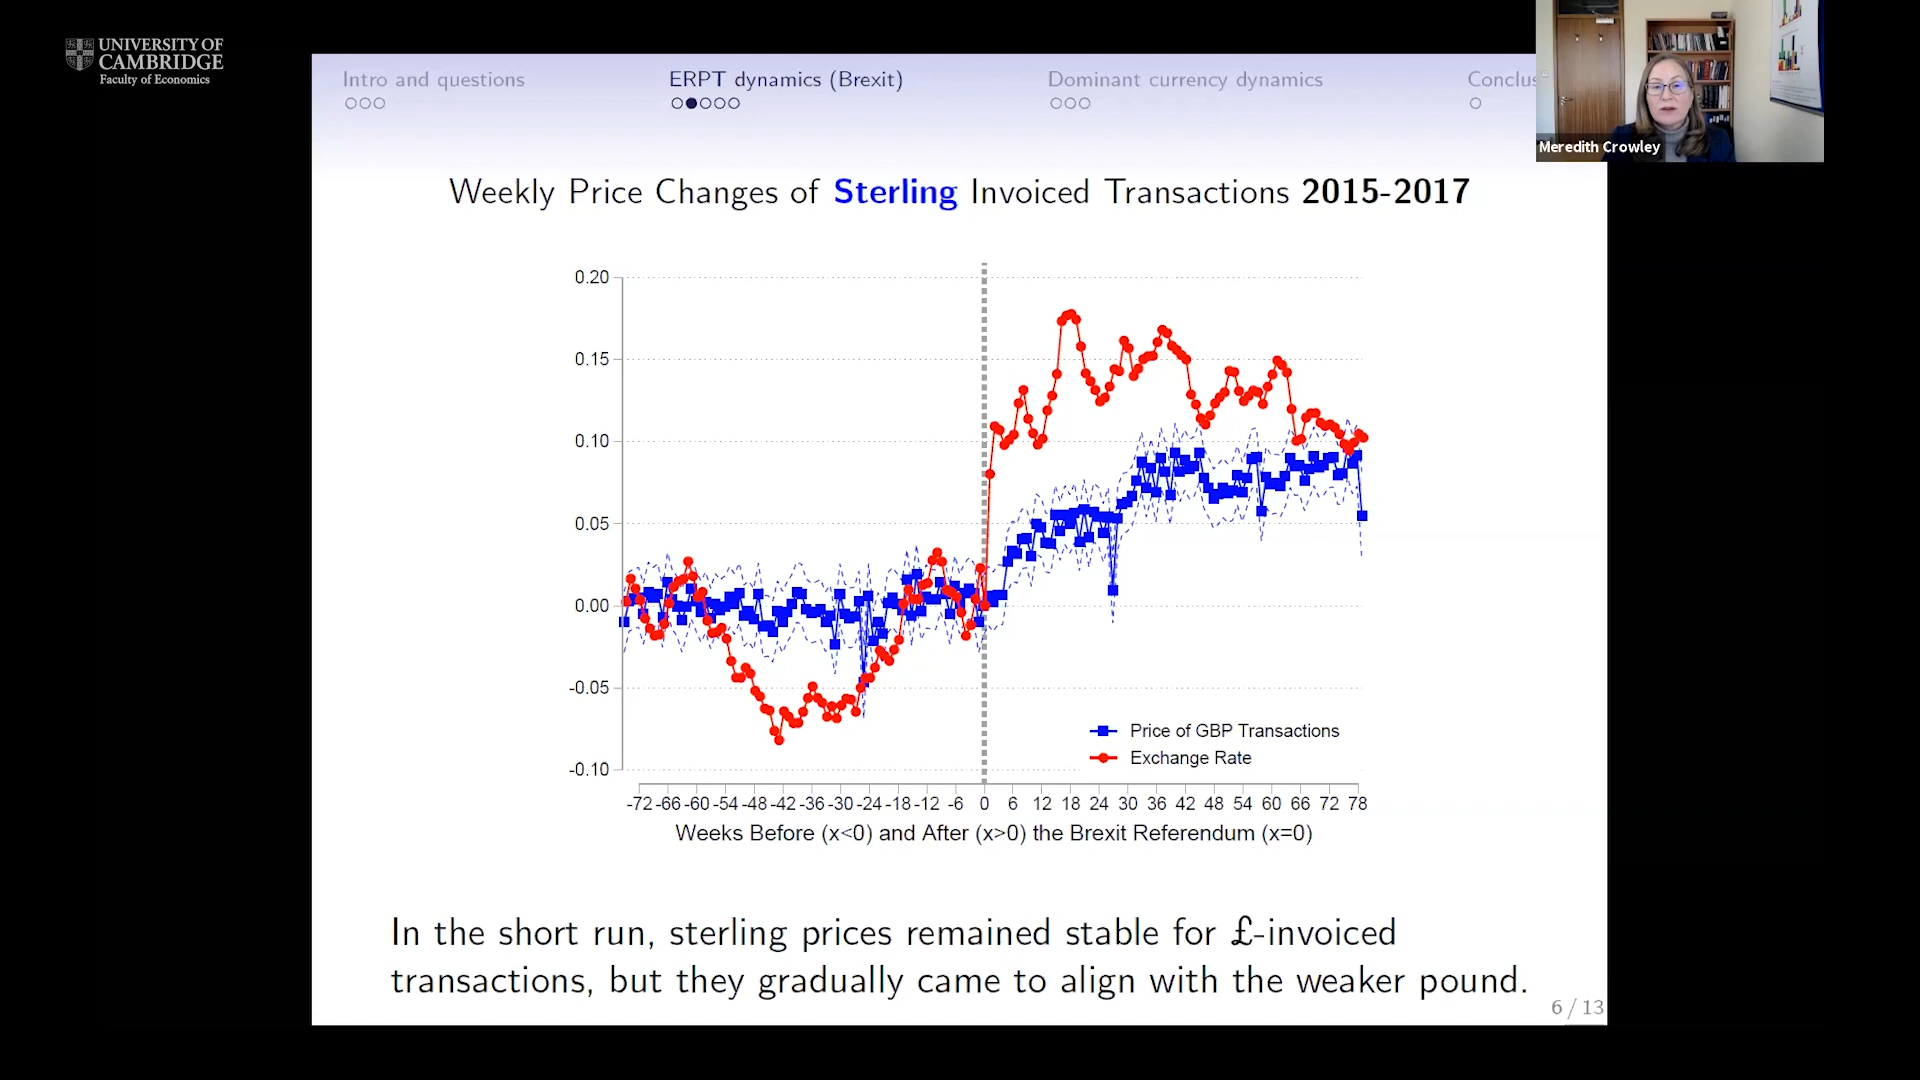 UNIVERSITY OF
CAMBRIDGE
Faculty of Economics
Intro and questions
ERPT dynamics (Brexit)
Dominant currency dynamics
Conclus
Meredith Crowley
Weekly Price Changes of Sterling Invoiced Transactions 2015-2017
0.20
0.15
0.10
0.05
0.00
-0.05
-0.10
Price of GBP Transactions
Exchange Rate
-72 -66 -60 -54 -48 -42 -36 -30 -24 -18 -12 -6 0 6 12 18 24 30 36 42 48 54 60 66 72 78
Weeks Before (x<0) and After (x>0) the Brexit Referendum (x=0)
In the short run, sterling prices remained stable for £-invoiced
transactions, but they gradually came to align with the weaker pound.
6 / 13